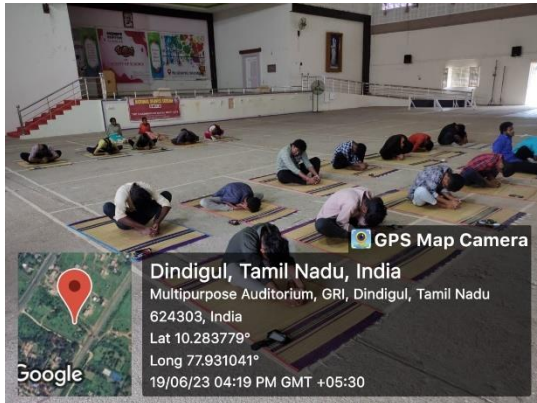 GPS Map Camera
Dindigul, Tamil Nadu, India
Multipurpose Auditorium, GRI, Dindigul, Tamil Nadu
624303, India
Lat 10.283779°
Long 77.931041°
19/06/23 04:19 PM GMT +05:30
Google